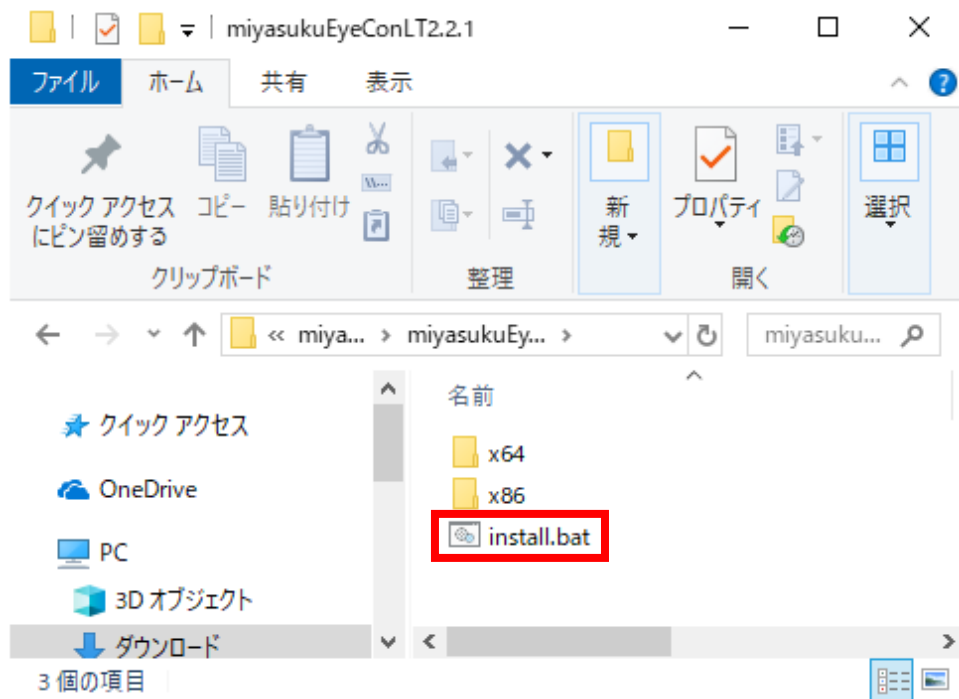 miyasukuEyeConLT2.2.1
ファイル ホーム 共有 表示
クイック アクセス
にピン留めする
コピー
貼り付け
新
規
プロパティ
選択
クリップボード
整理
開く
« miya... › miyasukuEy... ›
miyasuku...
名前
クイック アクセス
OneDrive
PC
3D オブジェクト
ダウンロード
x64
x86
install.bat
3 個の項目